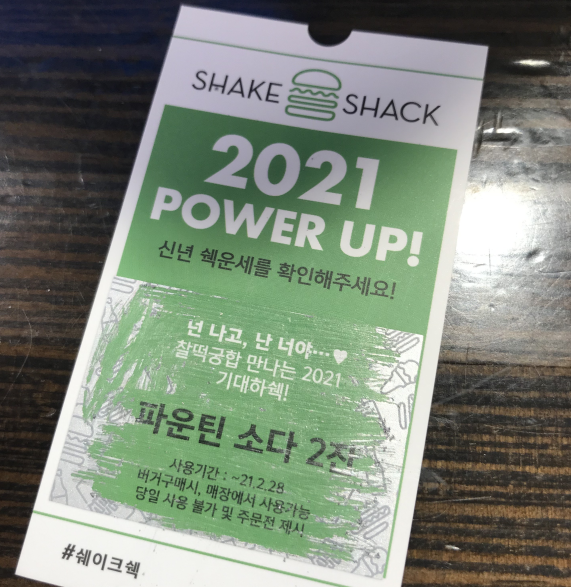 SHAKE SHACK
2021
POWER UP!
신년 쉑운세를 확인해주세요!
넌 나고, 난 너야…♥
찰떡궁합 만나는 2021
기대하쉑!
파운틴 소다 2잔
사용기간 : ~21.2.28
버거구매시, 매장에서 사용가능
당일 사용 불가 및 주문전 제시
#쉐이크쉑